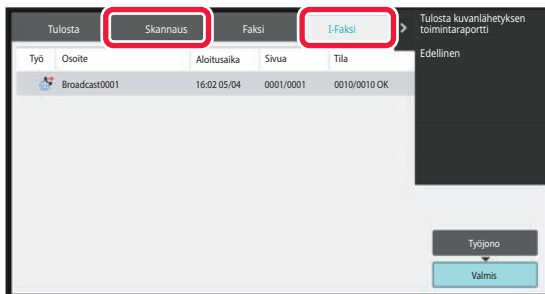 Tulosta Skannaus Faksi I-Faksi
Työ Osoite Aloitusaika Sivua Tila
Broadcast0001 16:02 05/04 0001/0001 0010/0010 OK
Tulosta kuvanlähetyksen
toimintaraportti
Edellinen
Työjono
Valmis